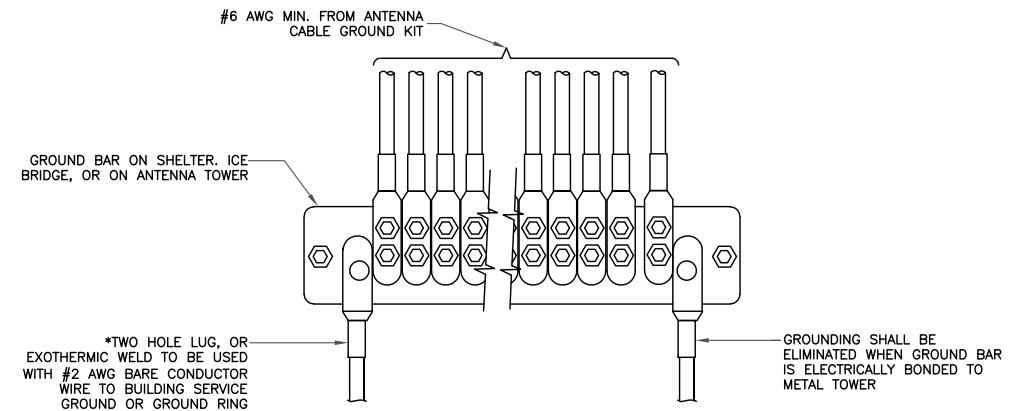 #6 AWG MIN. FROM ANTENNA
CABLE GROUND KIT
GROUND BAR ON SHELTER. ICE
BRIDGE, OR ON ANTENNA TOWER
*TWO HOLE LUG, OR
EXOTHERMIC WELD TO BE USED
WITH #2 AWG BARE CONDUCTOR
WIRE TO BUILDING SERVICE
GROUND OR GROUND RING
GROUNDING SHALL BE
ELIMINATED WHEN GROUND BAR
IS ELECTRICALLY BONDED TO
METAL TOWER